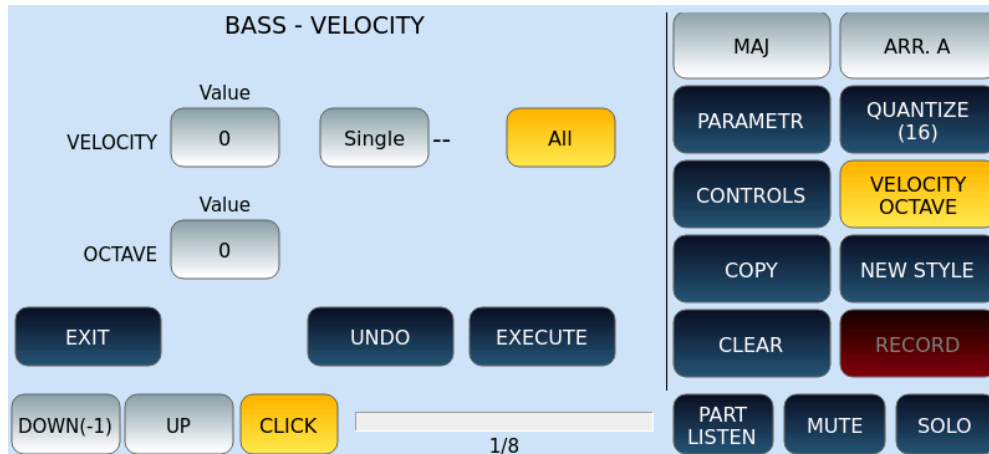 BASS - VELOCITY
MAJ
ARR. A
Value
VELOCITY
0
Single
--
All
PARAMETR
QUANTIZE
(16)
CONTROLS
VELOCITY
OCTAVE
Value
OCTAVE
0
COPY
NEW STYLE
EXIT
UNDO
EXECUTE
CLEAR
RECORD
DOWN(-1)
UP
CLICK
1/8
PART
LISTEN
MUTE
SOLO